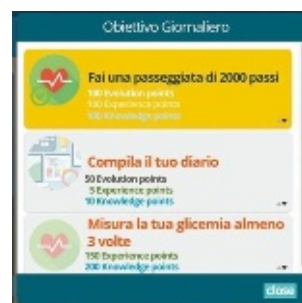 Obiettivo Giornaliero
Fai una passeggiata di 2000 passi
100 Evolution points
100 Experience points
100 Knowledge points
Compila il tuo diario
50 Evolution points
5 Experience points
10 Knowledge points
Misura la tua glicemia almeno
3 volte
150 Experience points
200 Knowledge points
close